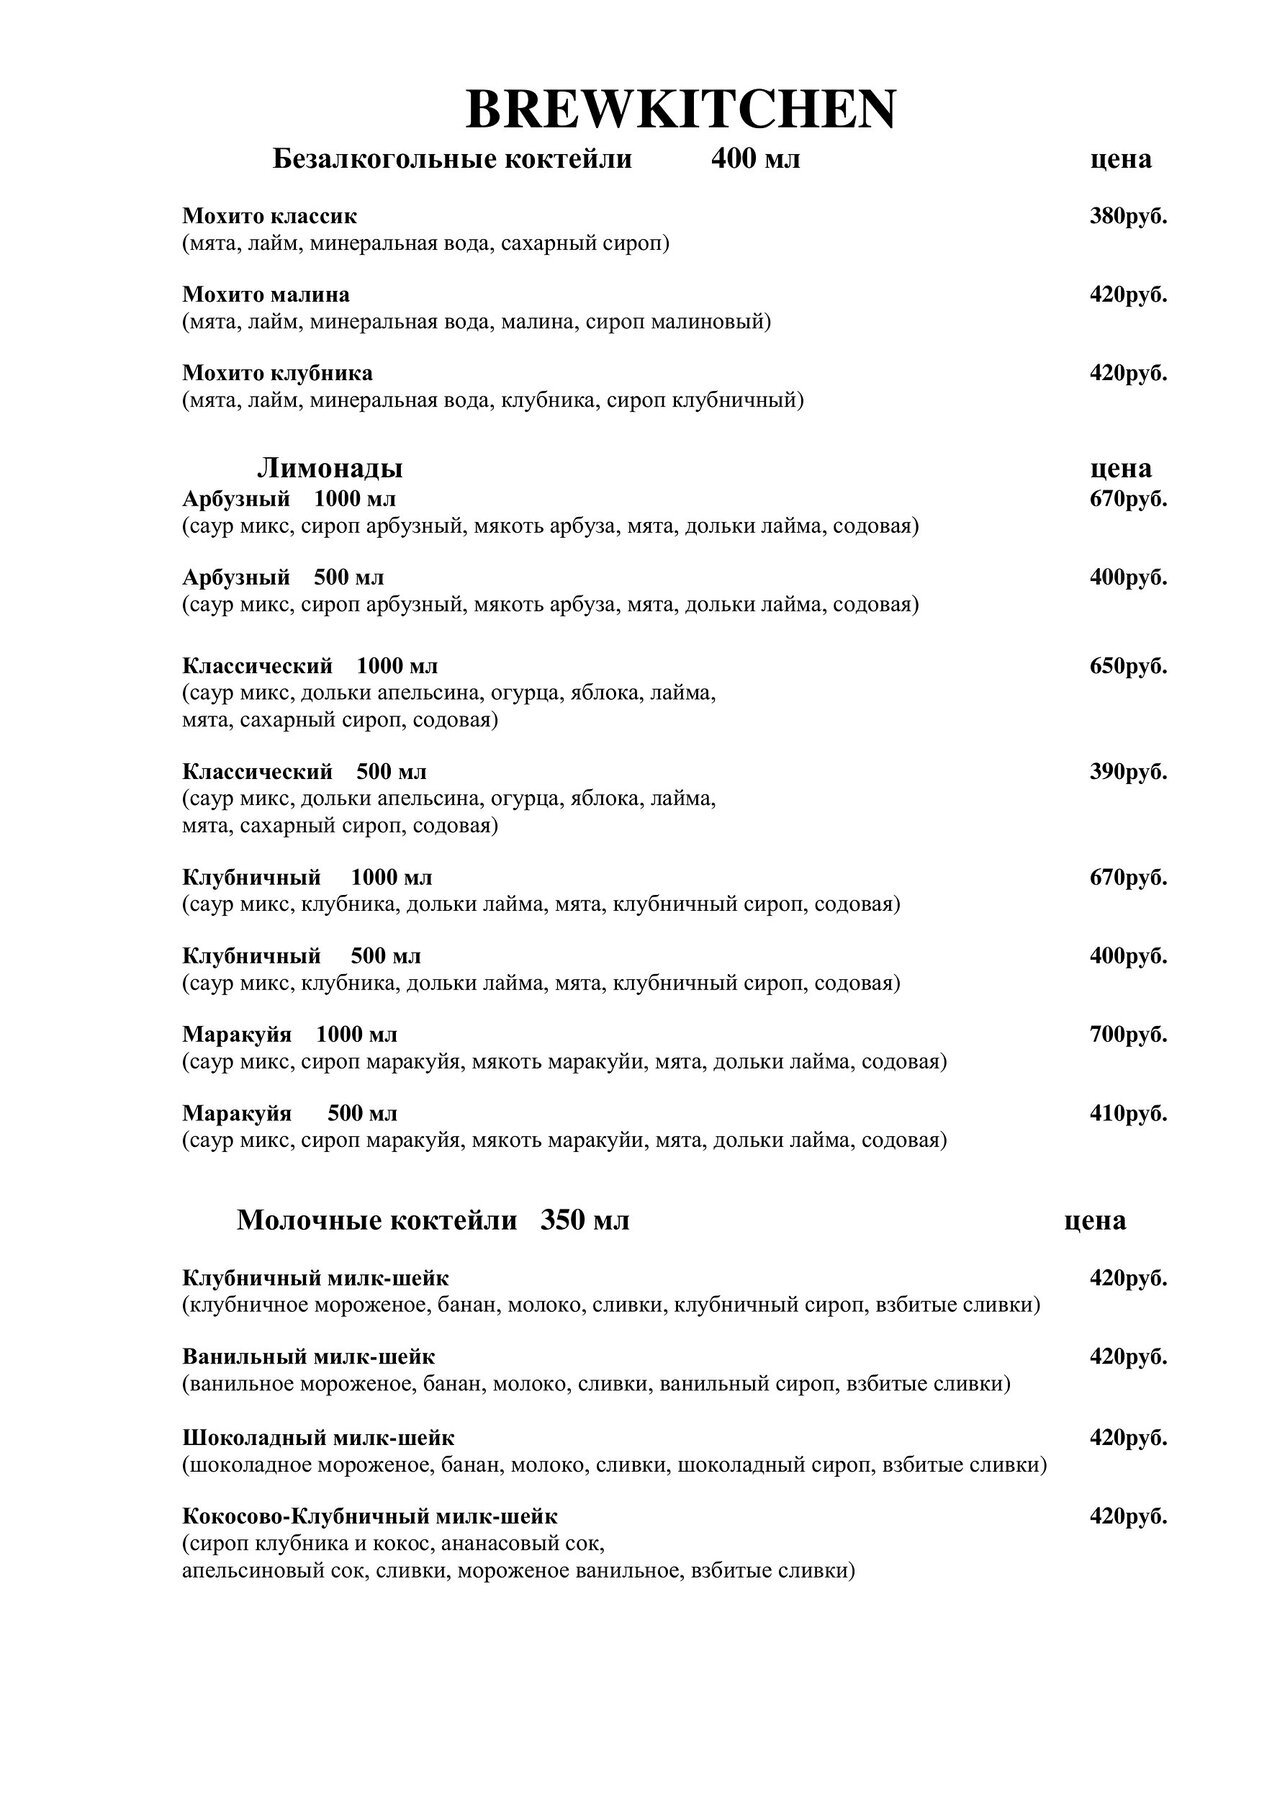 BREWKITCHEN
Безалкогольные коктейли 400 мл цена
Мохито классик 380руб.
(мята, лайм, минеральная вода, сахарный сироп)
Мохито малина 420руб.
(мята, лайм, минеральная вода, малина, сироп малиновый)
Мохито клубника 420руб.
(мята, лайм, минеральная вода, клубника, сироп клубничный)
Лимонады цена
Арбузный 1000 мл 670руб.
(саур микс, сироп арбузный, мякоть арбуза, мята, дольки лайма, содовая)
Арбузный 500 мл 400руб.
(саур микс, сироп арбузный, мякоть арбуза, мята, дольки лайма, содовая)
Классический 1000 мл 650руб.
(саур микс, дольки апельсина, огурца, яблока, лайма,
мята, сахарный сироп, содовая)
Классический 500 мл 390руб.
(саур микс, дольки апельсина, огурца, яблока, лайма,
мята, сахарный сироп, содовая)
Клубничный 1000 мл 670руб.
(саур микс, клубника, дольки лайма, мята, клубничный сироп, содовая)
Клубничный 500 мл 400руб.
(саур микс, клубника, дольки лайма, мята, клубничный сироп, содовая)
Маракуйя 1000 мл 700руб.
(саур микс, сироп маракуйя, мякоть маракуйи, мята, дольки лайма, содовая)
Маракуйя 500 мл 410руб.
(саур микс, сироп маракуйя, мякоть маракуйи, мята, дольки лайма, содовая)
Молочные коктейли 350 мл цена
Клубничный милк-шейк 420руб.
(клубничное мороженое, банан, молоко, сливки, клубничный сироп, взбитые сливки)
Ванильный милк-шейк 420руб.
(ванильное мороженое, банан, молоко, сливки, ванильный сироп, взбитые сливки)
Шоколадный милк-шейк 420руб.
(шоколадное мороженое, банан, молоко, сливки, шоколадный сироп, взбитые сливки)
Кокосово-Клубничный милк-шейк 420руб.
(сироп клубника и кокос, ананасовый сок,
апельсиновый сок, сливки, мороженое ванильное, взбитые сливки)